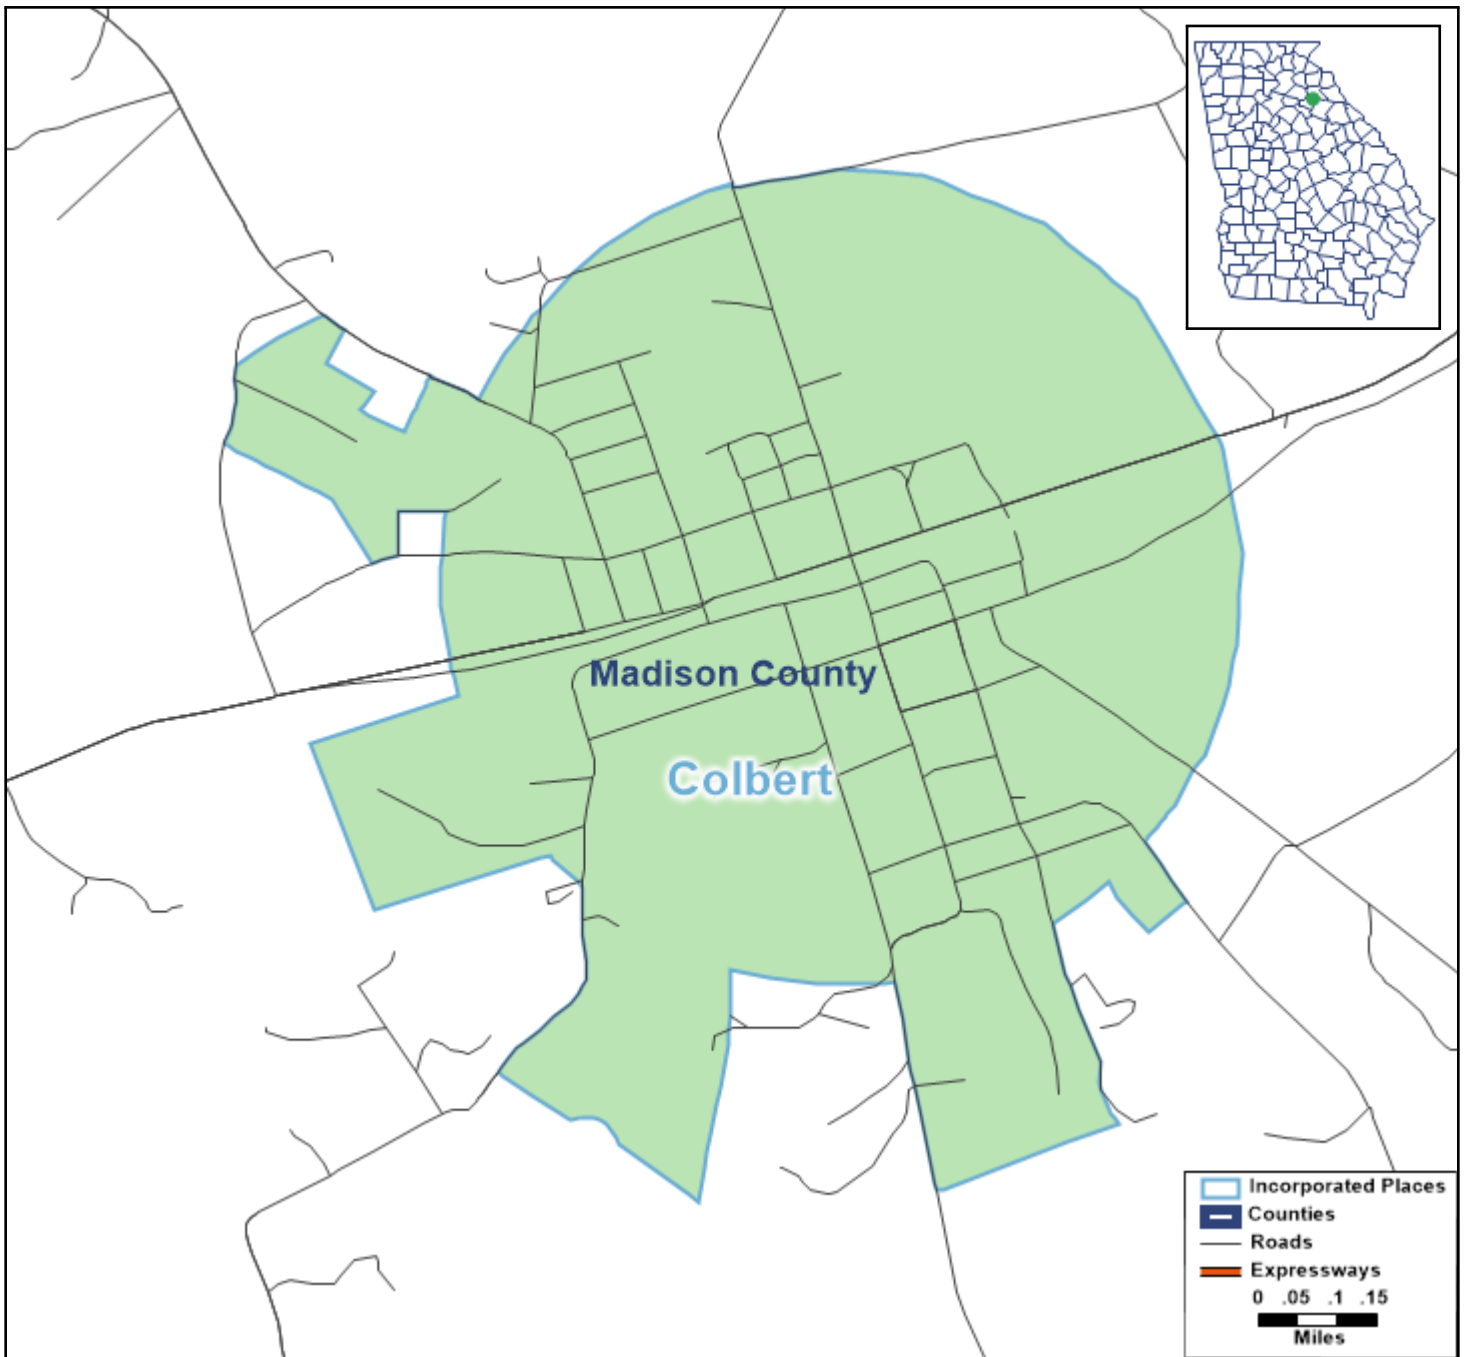 Madison County
Colbert
Incorporated Places
Counties
Roads
Expressways
0 .05 .1 .15
Miles